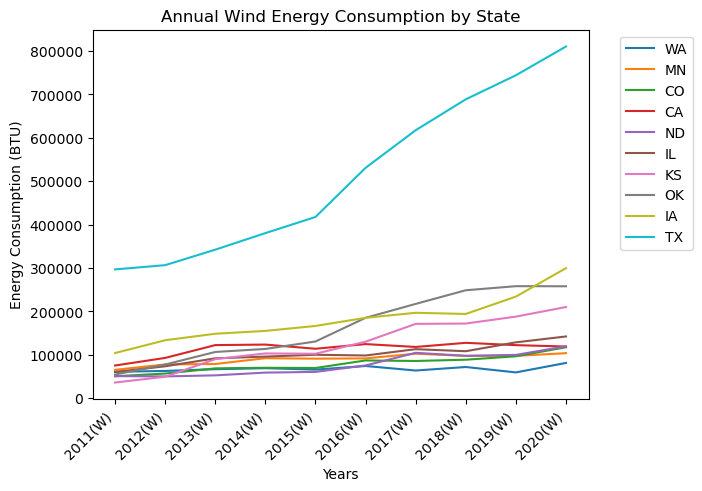 Annual Wind Energy Consumption by State
Energy Consumption (BTU)
800000
700000
600000
500000
400000
300000
200000
100000
0
2011(W)
2012(W)
2013(W)
2014(W)
2015(W)
2016(W)
2017(W)
2018(W)
2019(W)
2020(W)
Years
WA
MN
CO
CA
ND
IL
KS
OK
IA
TX